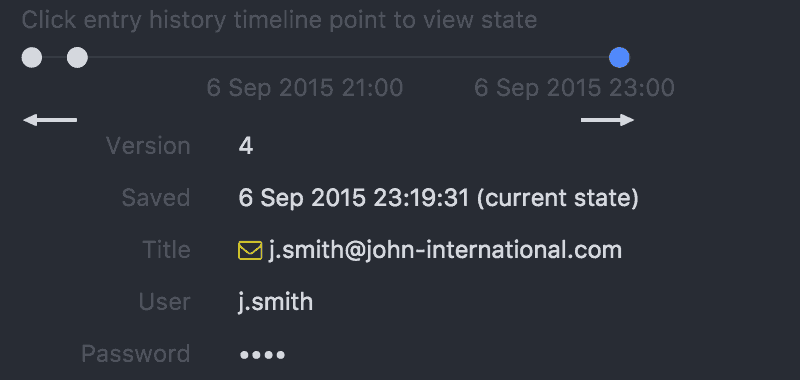 Click entry history timeline point to view state
6 Sep 2015 21:00 6 Sep 2015 23:00
Version 4
Saved 6 Sep 2015 23:19:31 (current state)
Title j.smith@john-international.com
User j.smith
Password ••••